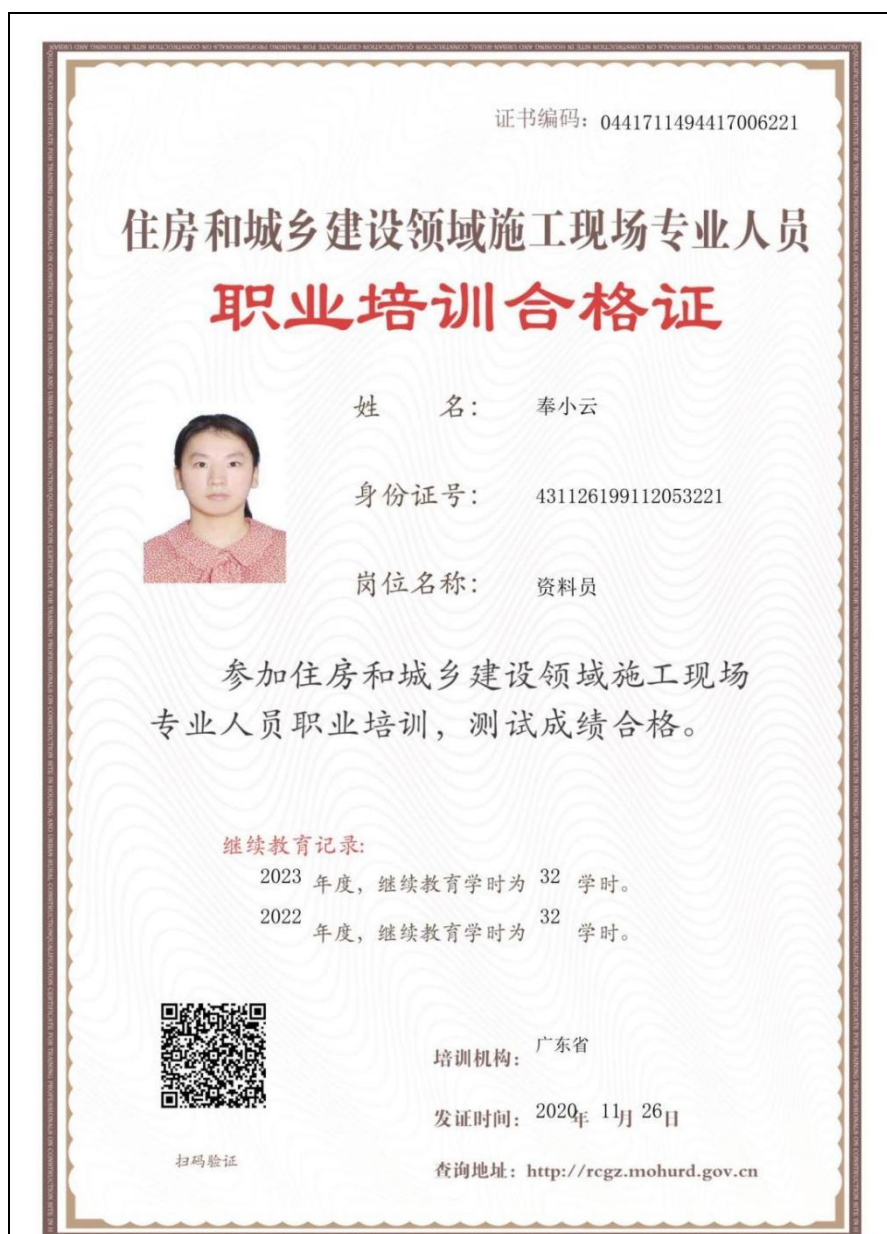 证书编码：0441711494417006221
住房和城乡建设领域施工现场专业人员
职业培训合格证
姓 名： 奉小云
身份证号： 431126199112053221
岗位名称： 资料员
参加住房和城乡建设领域施工现场
专业人员职业培训，测试成绩合格。
继续教育记录:
2023 年度，继续教育学时为 32 学时。
2022 年度，继续教育学时为 32 学时。
培训机构： 广东省
发证时间： 2020年 11月 26日
扫码验证
查询地址：http://rcgz.mohurd.gov.cn